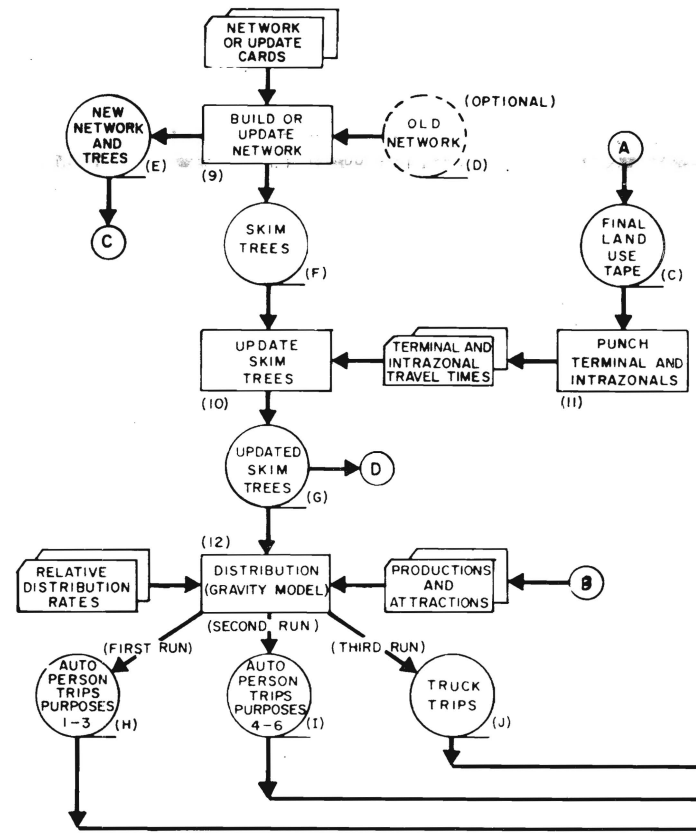 NETWORK
OR UPDATE
CARDS
NEW
NETWORK
AND
TREES
(E)
BUILD OR
UPDATE
NETWORK
(9)
(OPTIONAL)
OLD
NETWORK
(D)
A
C
SKIM
TREES
(F)
FINAL
LAND
USE
TAPE
(C)
UPDATE
SKIM
TREES
(10)
TERMINAL AND
INTRAZONAL
TRAVEL TIMES
PUNCH
TERMINAL AND
INTRAZONALS
(11)
UPDATED
SKIM
TREES
(G)
D
(12)
RELATIVE
DISTRIBUTION
RATES
DISTRIBUTION
(GRAVITY MODEL)
PRODUCTIONS
AND
ATTRACTIONS
B
(FIRST RUN)
(SECOND RUN)
(THIRD RUN)
AUTO
PERSON
TRIPS
PURPOSES
1-3
(H)
AUTO
PERSON
TRIPS
PURPOSES
4-6
(I)
TRUCK
TRIPS
(J)